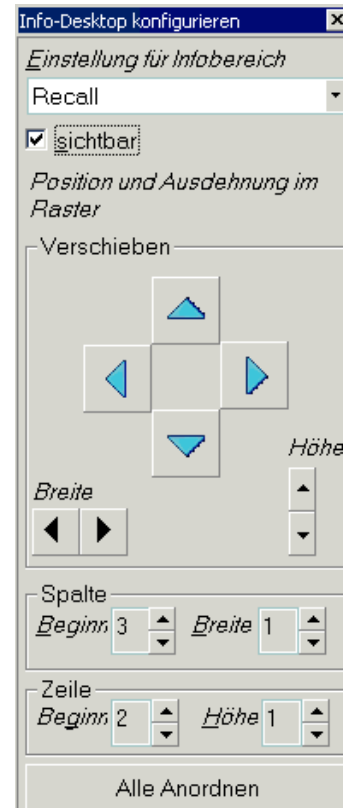 Info-Desktop konfigurieren
Einstellung für Infobereich
Recall
sichtbar
Position und Ausdehnung im
Raster
Verschieben
Höhe
Breite
Spalte
Beginn 3 Breite 1
Zeile
Beginn 2 Höhe 1
Alle Anordnen